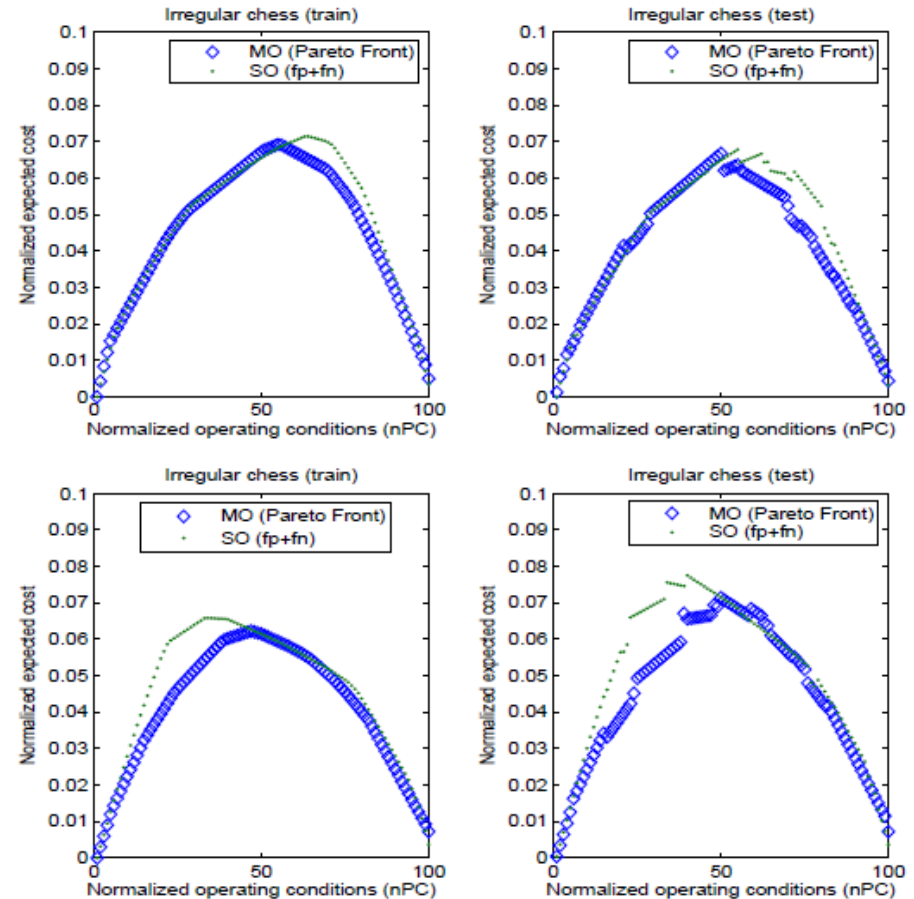 Irregular chess (train)
MO (Pareto Front)
SO (fp+fn)
0.1
0.09
0.08
0.07
0.06
0.05
0.04
0.03
0.02
0.01
0
0
50
100
Normalized expected cost
Normalized operating conditions (nPC)
Irregular chess (test)
MO (Pareto Front)
SO (fp+fn)
0.1
0.09
0.08
0.07
0.06
0.05
0.04
0.03
0.02
0.01
0
0
50
100
Normalized expected cost
Normalized operating conditions (nPC)
Irregular chess (train)
MO (Pareto Front)
SO (fp+fn)
0.1
0.09
0.08
0.07
0.06
0.05
0.04
0.03
0.02
0.01
0
0
50
100
Normalized expected cost
Normalized operating conditions (nPC)
Irregular chess (test)
MO (Pareto Front)
SO (fp+fn)
0.1
0.09
0.08
0.07
0.06
0.05
0.04
0.03
0.02
0.01
0
0
50
100
Normalized expected cost
Normalized operating conditions (nPC)